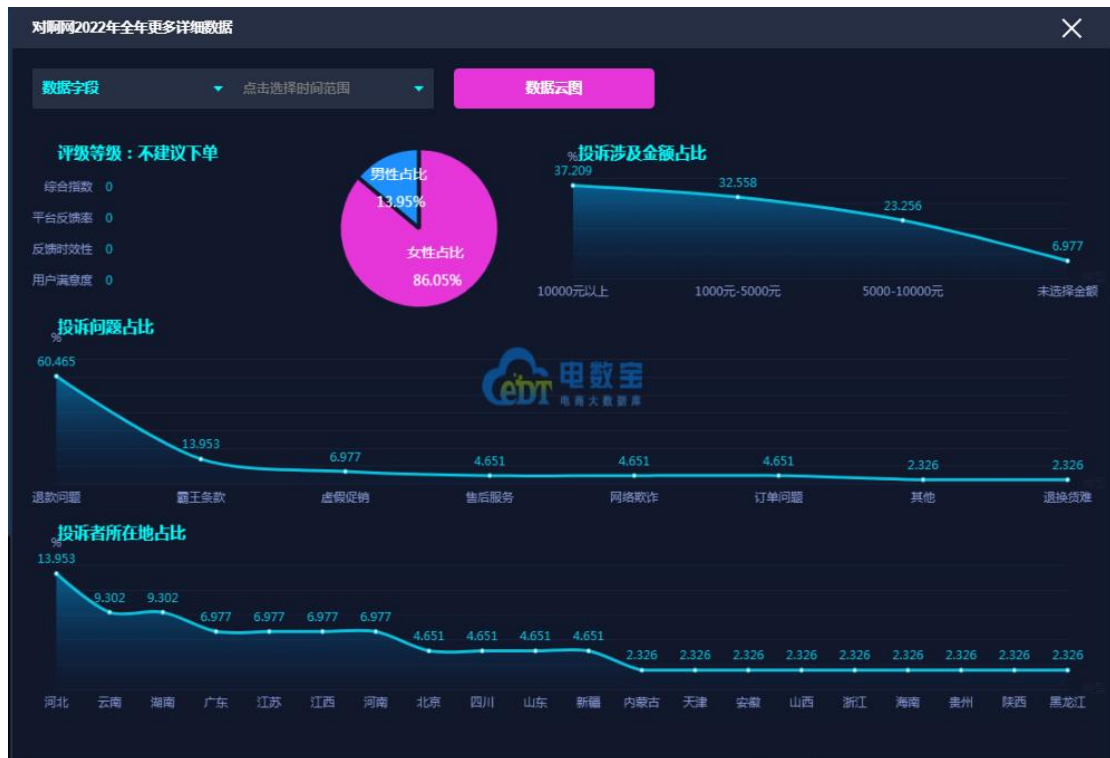 对啊网2022年全年更多详细数据
数据字段
点击选择时间范围
数据云图
评级等级：不建议下单
综合指数 0
平台反馈率 0
反馈时效性 0
用户满意度 0
男性占比
13.95%
女性占比
86.05%
%
投诉涉及金额占比
37.209 32.558 23.256 6.977
10000元以上 1000元-5000元 5000-10000元 未选择金额
投诉问题占比
%
60.465 13.953 6.977 4.651 4.651 4.651 2.326 2.326
退款问题 霸王条款 虚假促销 售后服务 网络欺诈 订单问题 其他 退换货难
eDT 电数宝
电商大数据库
投诉者所在地占比
%
13.953 9.302 9.302 6.977 6.977 6.977 6.977 4.651 4.651 4.651 4.651 2.326 2.326 2.326 2.326 2.326 2.326 2.326 2.326 2.326
河北 云南 湖南 广东 江苏 江西 河南 北京 四川 山东 新疆 内蒙古 天津 安徽 山西 浙江 海南 贵州 陕西 黑龙江